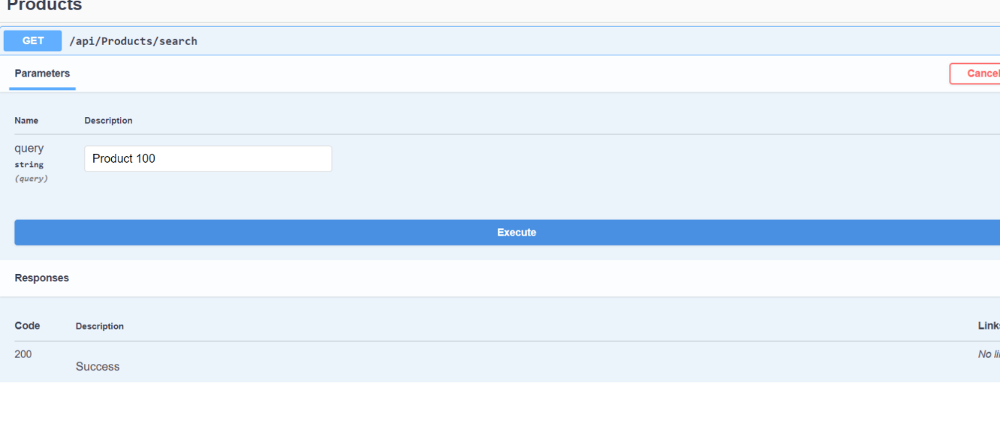 Products
GET /api/Products/search
Parameters
Cancel
Name Description
query
string
(query)
Product 100
Execute
Responses
Code Description Links
200 No li
Success